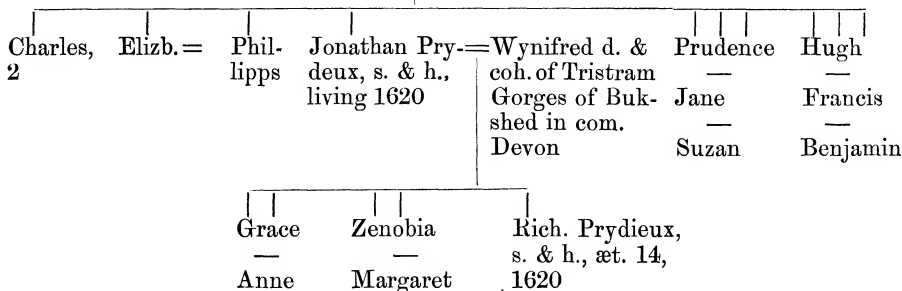 Charles,
2
Elizb. =
Phil-
lipps
Jonathan Pry-
deux, s. & h.,
living 1620
=
Wynifred d. &
coh. of Tristram
Gorges of Buk-
shed in com.
Devon
Prudence
—
Jane
—
Suzan
Hugh
—
Francis
—
Benjamin
Grace
—
Anne
Zenobia
—
Margaret
Rich. Prydieux,
s. & h., æt. 14,
1620